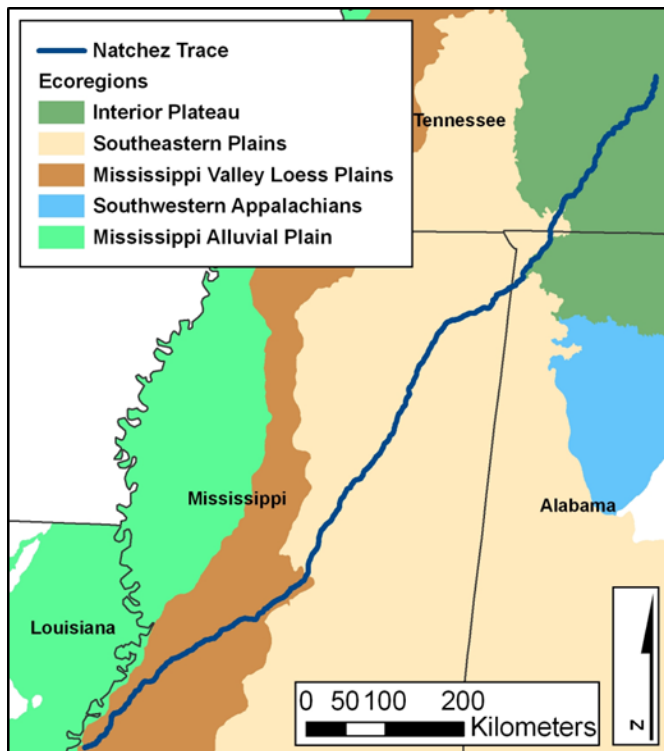 Natchez Trace
Ecoregions
Interior Plateau
Southeastern Plains
Mississippi Valley Loess Plains
Southwestern Appalachians
Mississippi Alluvial Plain
Tennessee
Mississippi
Alabama
Louisiana
0 50 100 200
Kilometers
N